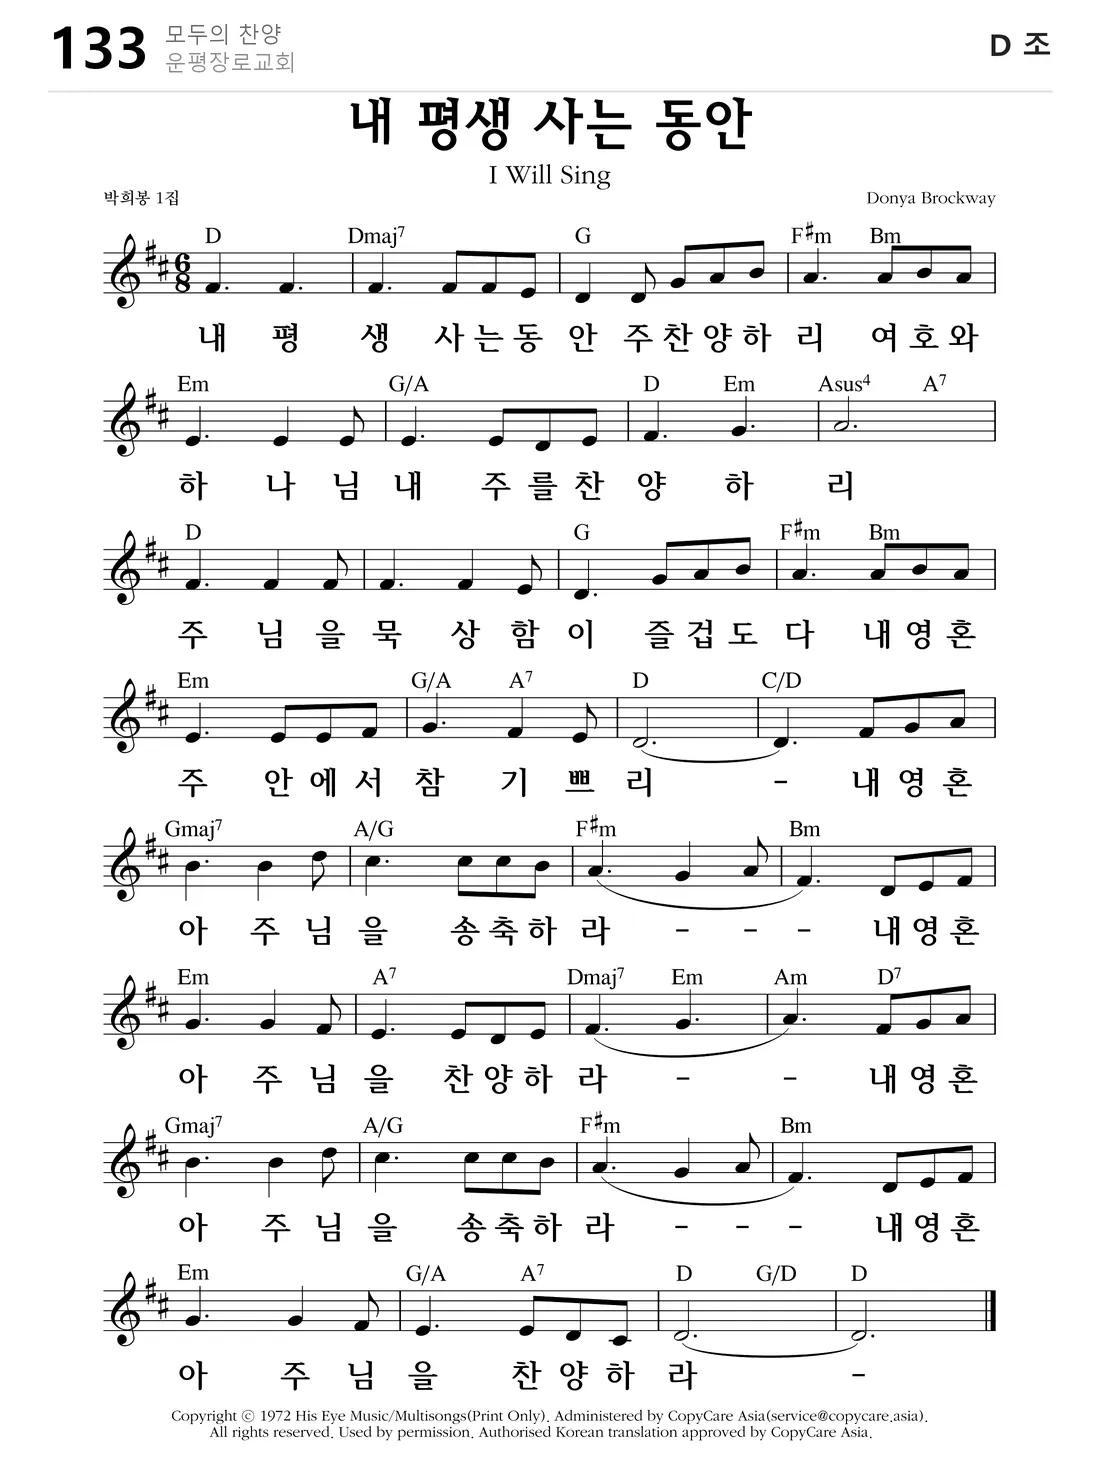 133 모두의 찬양
운평장로교회
D 조
내 평생 사는 동안
I Will Sing
박희봉 1집
Donya Brockway
D Dmaj7 G F#m Bm
6
8
내 평 생 사 는 동 안 주 찬 양 하 리 여 호 와
Em G/A D Em Asus4 A7
하 나 님 내 주 를 찬 양 하 리
D G F#m Bm
주 님 을 묵 상 함 이 즐 겁 도 다 내 영 혼
Em G/A A7 D C/D
주 안 에 서 참 기 쁘 리 - 내 영 혼
Gmaj7 A/G F#m Bm
아 주 님 을 송 축 하 라 - - - 내 영 혼
Em A7 Dmaj7 Em Am D7
아 주 님 을 찬 양 하 라 - - 내 영 혼
Gmaj7 A/G F#m Bm
아 주 님 을 송 축 하 라 - - - 내 영 혼
Em G/A A7 D G/D D
아 주 님 을 찬 양 하 라 -
Copyright ⓒ 1972 His Eye Music/Multisongs(Print Only). Administered by CopyCare Asia(service@copycare.asia).
All rights reserved. Used by permission. Authorised Korean translation approved by CopyCare Asia.